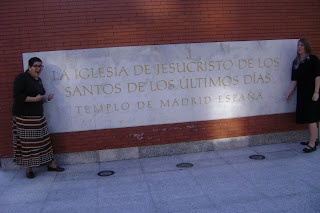 LA IGLESIA DE JESUCRISTO DE LOS
SANTOS DE LOS ÚLTIMOS DÍAS
TEMPLO DE MADRID ESPAÑA